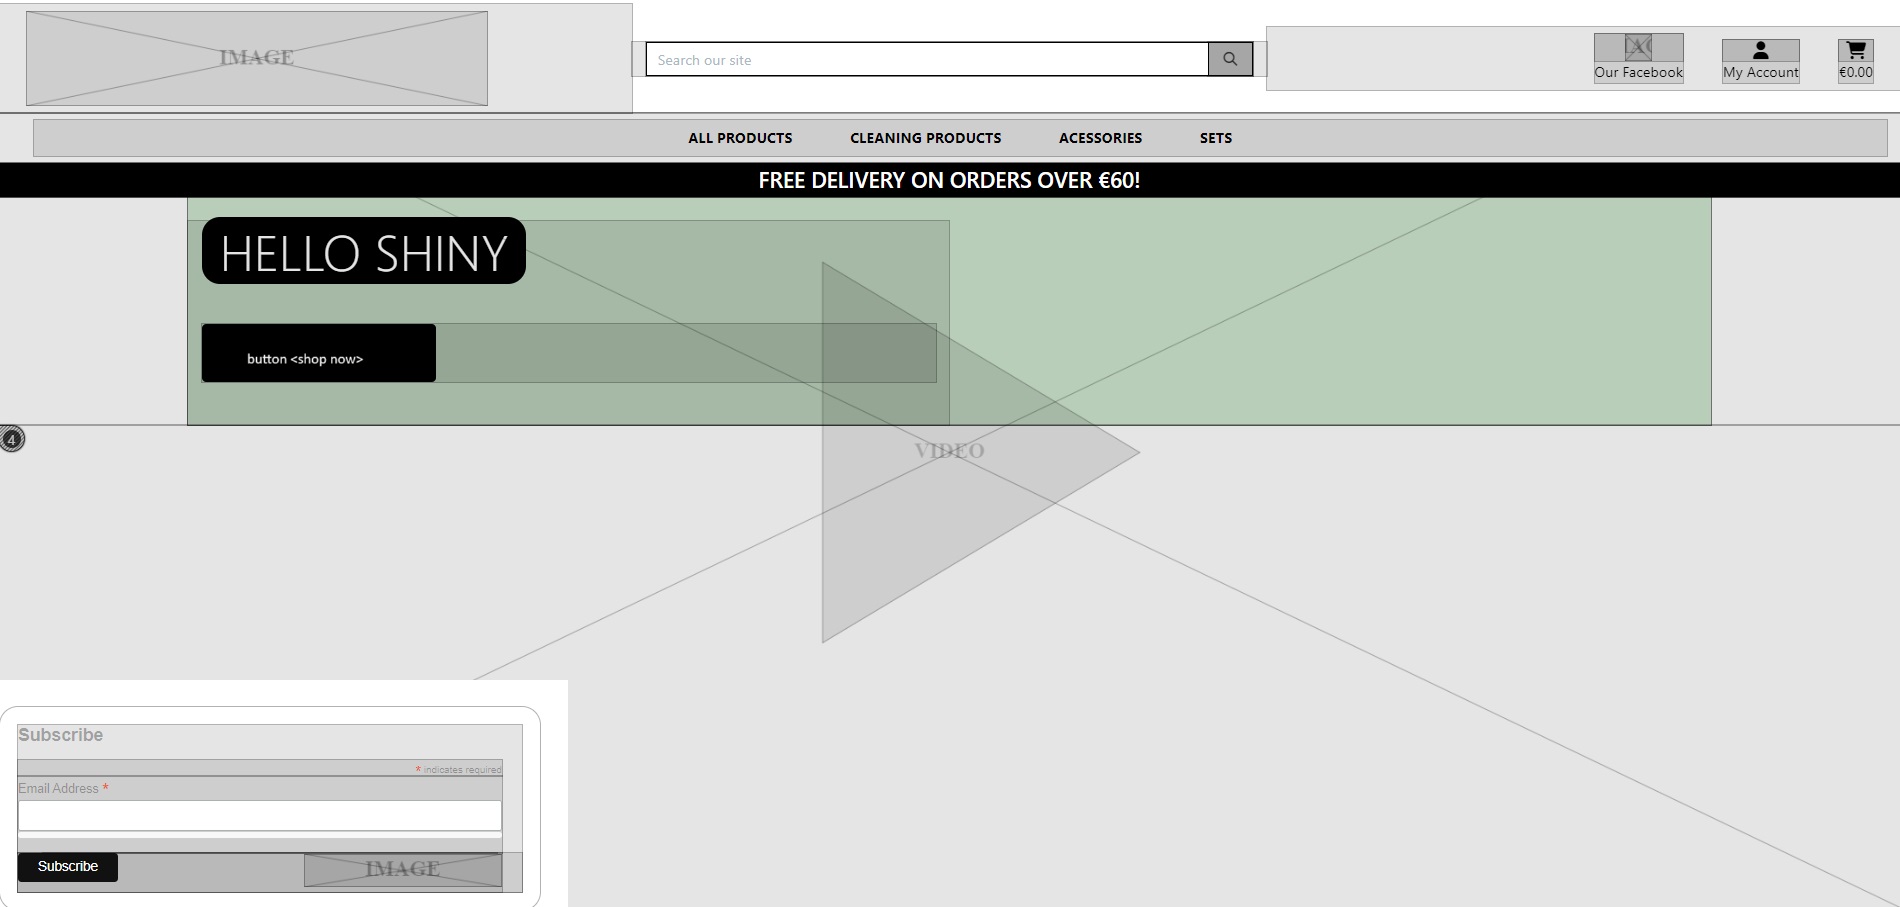 IMAGE
Search our site
Our Facebook
My Account
€0.00
ALL PRODUCTS
CLEANING PRODUCTS
ACESSORIES
SETS
FREE DELIVERY ON ORDERS OVER €60!
HELLO SHINY
button <shop now>
4
VIDEO
Subscribe
* indicates required
Email Address *
Subscribe
IMAGE